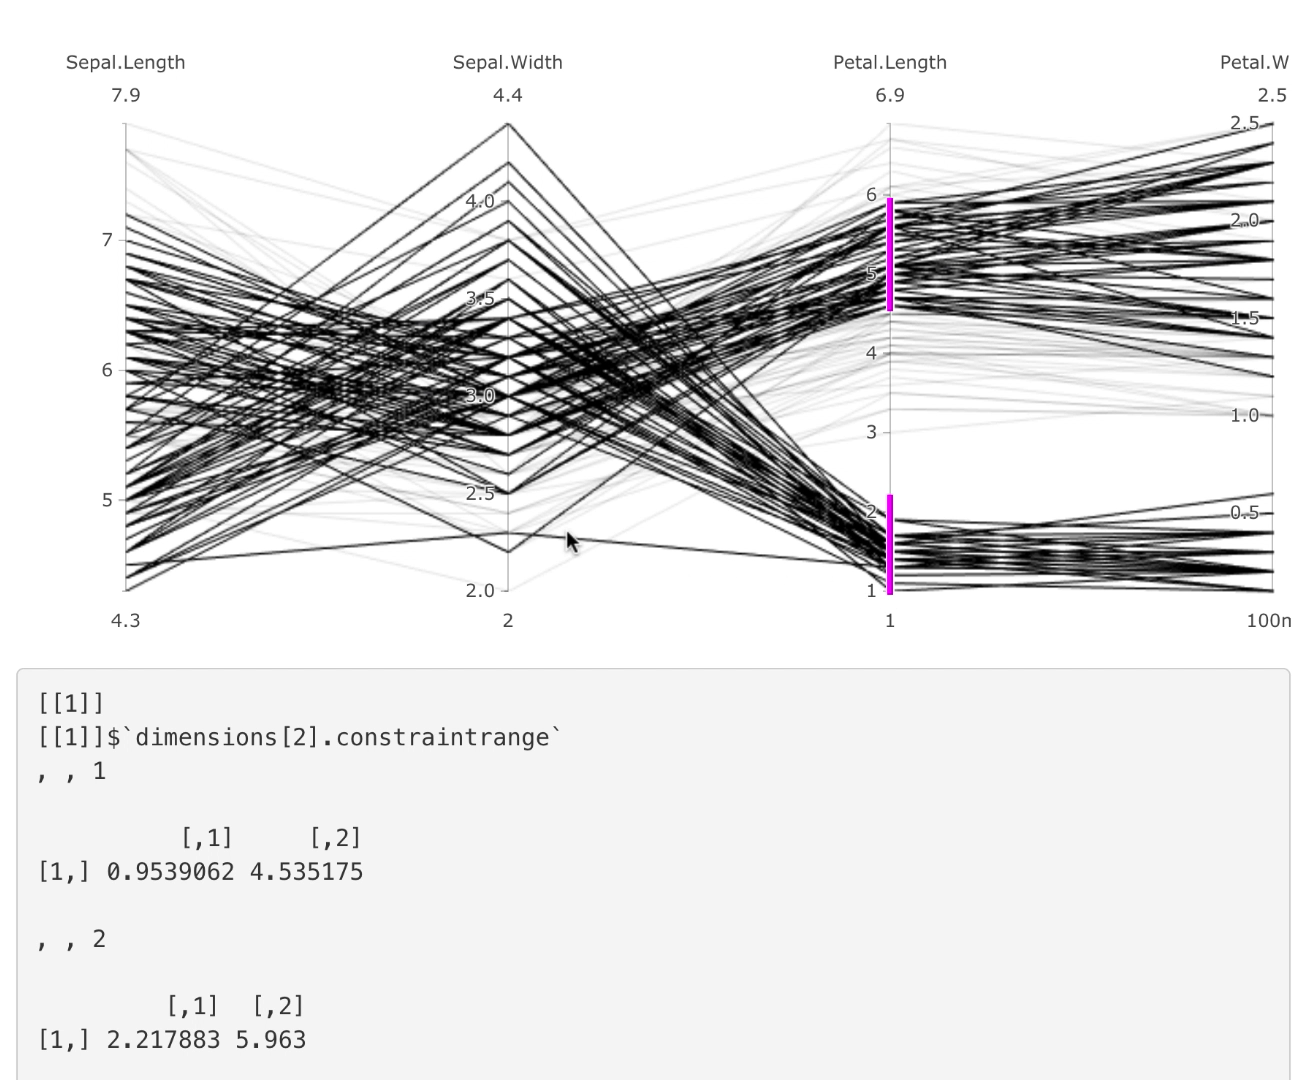 Sepal.Length Sepal.Width Petal.Length Petal.W
7.9 4.4 6.9 2.5
2.5
4.0 6
7 2.0
3.5 5
1.5
6 4
3.0 1.0
3
5 2.5 2 0.5
2.0 1
4.3 2 1 100n
[[1]]
[[1]]$`dimensions[2].constraintrange`
, , 1
[,1] [,2]
[1,] 0.9539062 4.535175
, , 2
[,1] [,2]
[1,] 2.217883 5.963